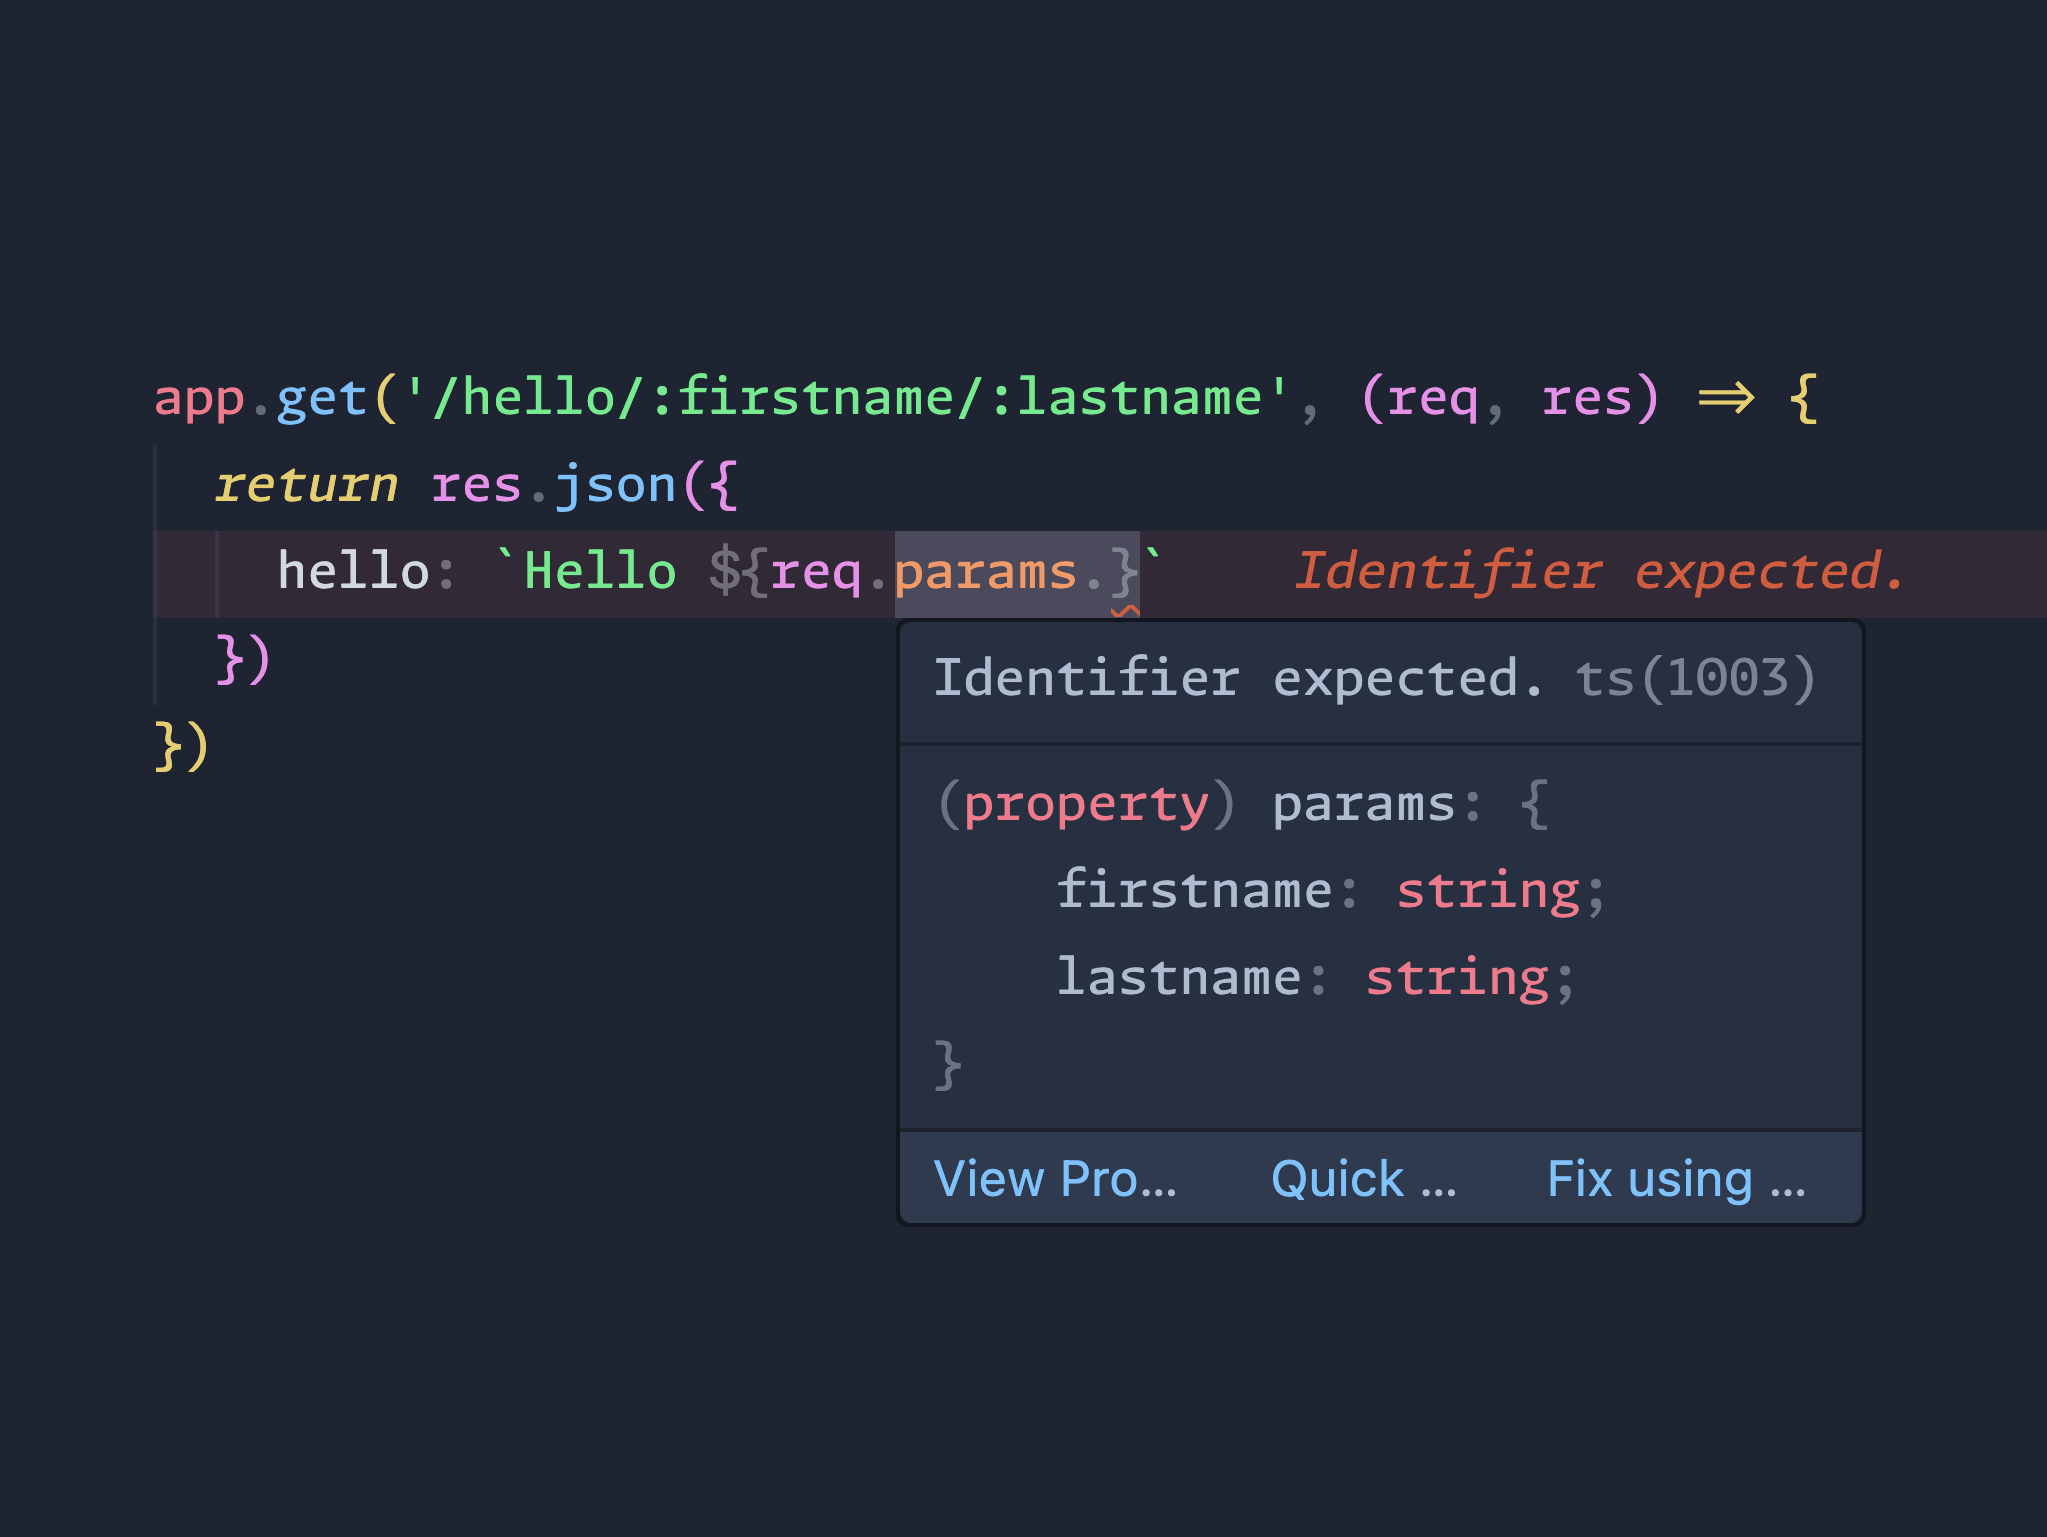 app.get('/hello/:firstname/:lastname', (req, res) => {
  return res.json({
    hello: `Hello ${req.params.}`    Identifier expected.
  })
})
Identifier expected. ts(1003)
(property) params: {
    firstname: string;
    lastname: string;
}
View Pro...    Quick ...    Fix using ...